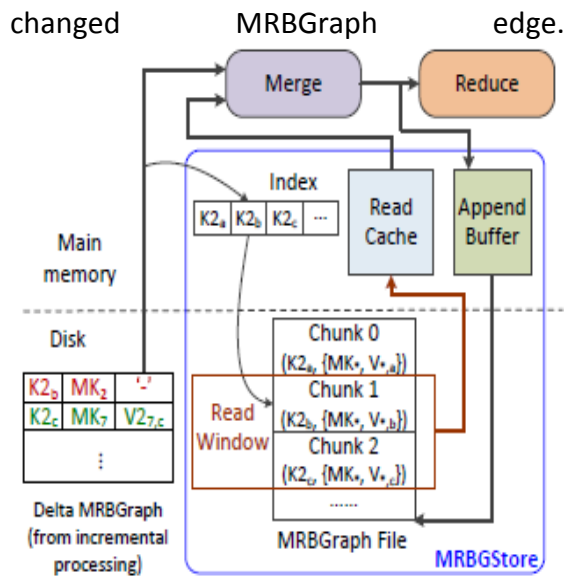 changed MRBGraph edge.
Merge
Reduce
Index
K2a K2b K2c ...
Read
Cache
Append
Buffer
Main
memory
Disk
K2b MK2 '-'
K2c MK7 V27,c
⋮
Delta MRBGraph
(from incremental
processing)
Read
Window
Chunk 0
(K2a, {MK*, V*,a})
Chunk 1
(K2b, {MK*, V*,b})
Chunk 2
(K2c, {MK*, V*,c})
......
MRBGraph File
MRBGStore